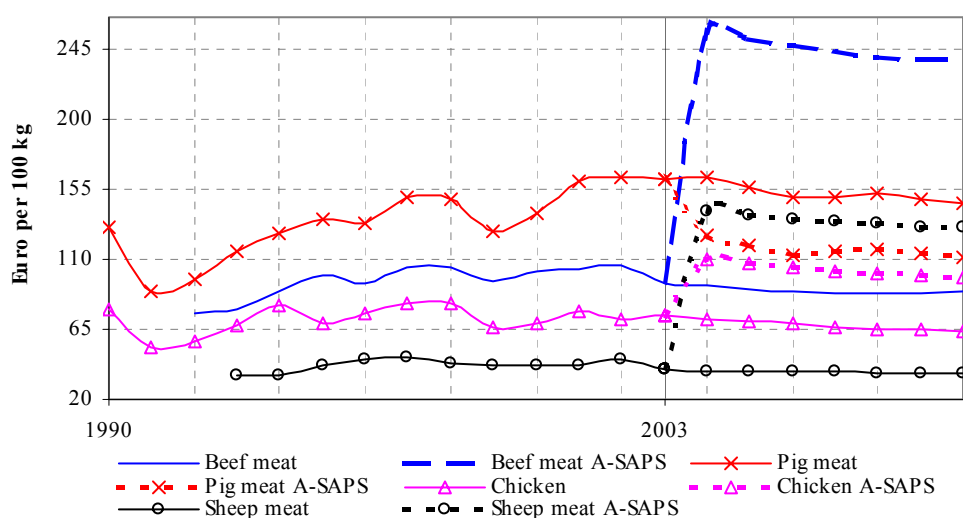 Euro per 100 kg
245
200
155
110
65
20
1990 2003
Beef meat Beef meat A-SAPS Pig meat
Pig meat A-SAPS Chicken Chicken A-SAPS
Sheep meat Sheep meat A-SAPS